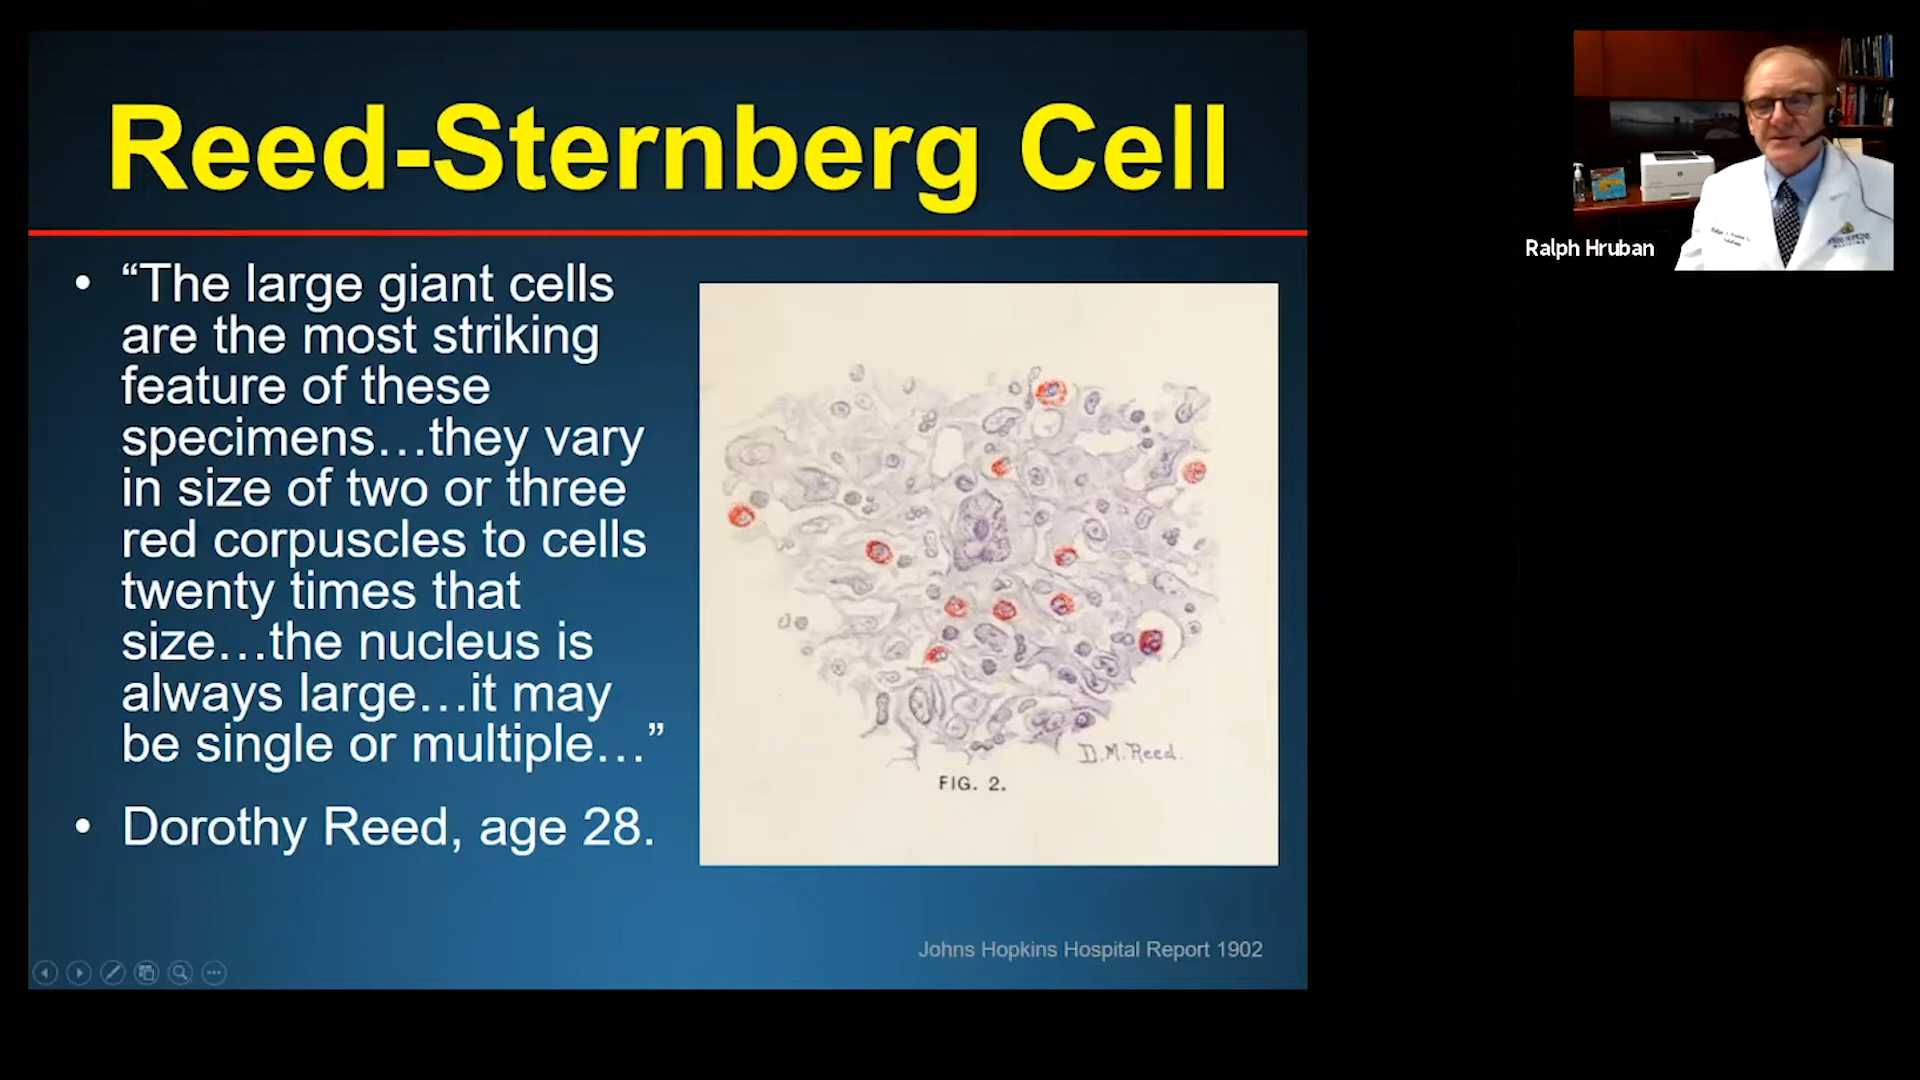 Reed-Sternberg Cell
• “The large giant cells
are the most striking
feature of these
specimens…they vary
in size of two or three
red corpuscles to cells
twenty times that
size…the nucleus is
always large…it may
be single or multiple…”
• Dorothy Reed, age 28.
D.M.Reed.
FIG. 2.
Johns Hopkins Hospital Report 1902
Ralph Hruban